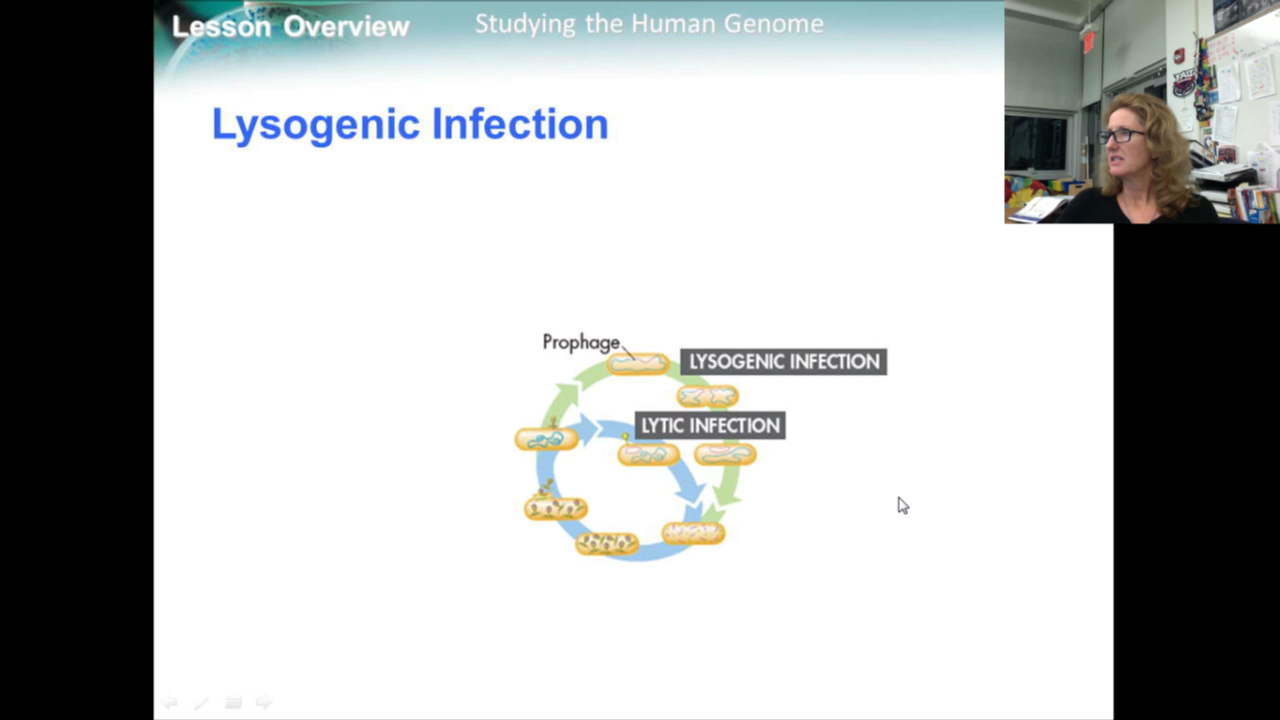 Lesson Overview
Studying the Human Genome
Lysogenic Infection
Prophage
LYSOGENIC INFECTION
LYTIC INFECTION